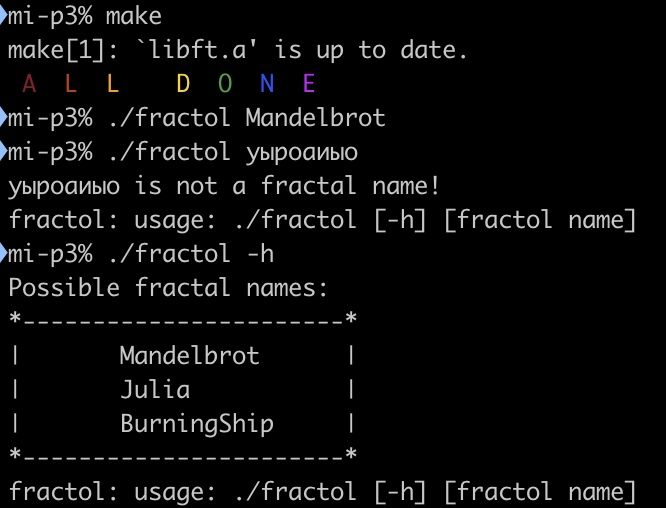 mi-p3% make
make[1]: `libft.a' is up to date.
A L L D O N E
mi-p3% ./fractol Mandelbrot
mi-p3% ./fractol уыроаиыо
уыроаиыо is not a fractal name!
fractol: usage: ./fractol [-h] [fractol name]
mi-p3% ./fractol -h
Possible fractal names:
*-----------------------*
| Mandelbrot |
| Julia |
| BurningShip |
*-----------------------*
fractol: usage: ./fractol [-h] [fractol name]